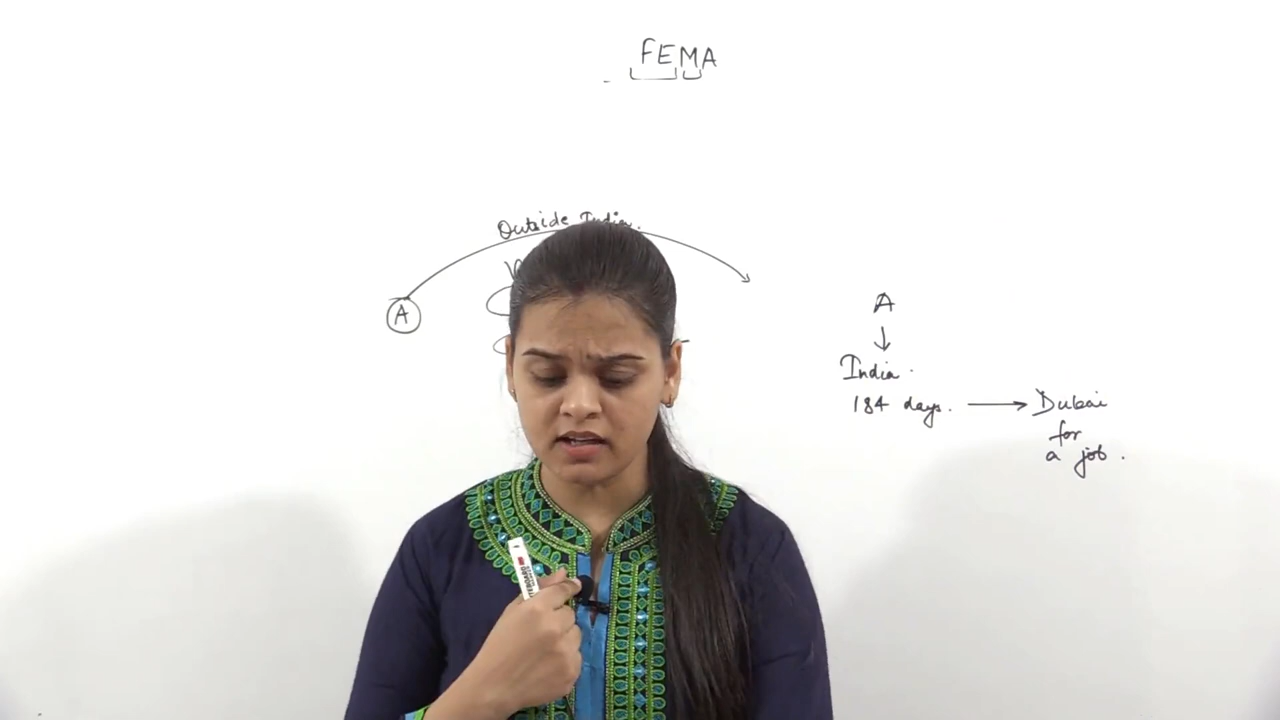 FEMA
Outside India.
A
A
India.
184 days. → Dubai
for
a job.